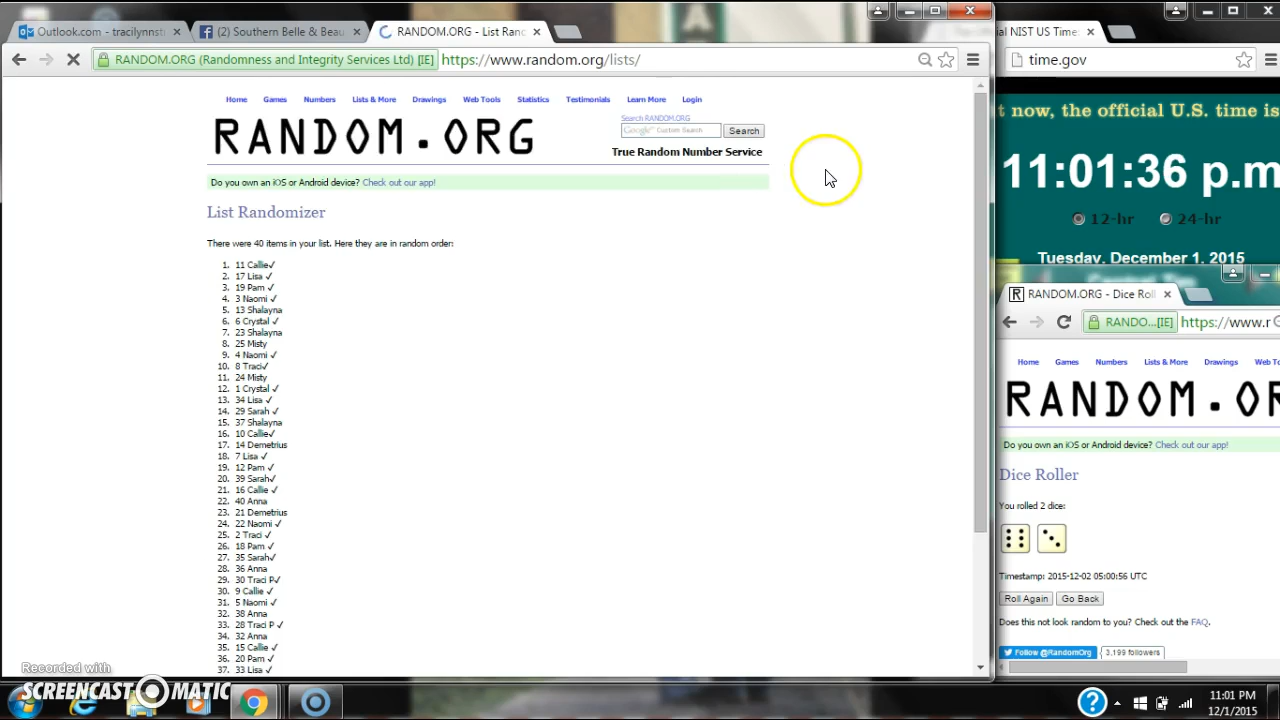 Outlook.com - tracilynnst
(2) Southern Belle & Beau
RANDOM.ORG - List Ran
RANDOM.ORG (Randomness and Integrity Services Ltd) [IE] https://www.random.org/lists/
Home Games Numbers Lists & More Drawings Web Tools Statistics Testimonials Learn More Login
RANDOM.ORG
Search RANDOM.ORG
Google Custom Search Search
True Random Number Service
Do you own an iOS or Android device? Check out our app!
List Randomizer
There were 40 items in your list. Here they are in random order:
1. 11 Callie✓
2. 17 Lisa ✓
3. 19 Pam ✓
4. 3 Naomi ✓
5. 13 Shalayna
6. 6 Crystal ✓
7. 23 Shalayna
8. 25 Misty
9. 4 Naomi ✓
10. 8 Traci✓
11. 24 Misty
12. 1 Crystal ✓
13. 34 Lisa ✓
14. 29 Sarah ✓
15. 37 Shalayna
16. 10 Callie✓
17. 14 Demetrius
18. 7 Lisa ✓
19. 12 Pam ✓
20. 39 Sarah✓
21. 16 Callie ✓
22. 40 Anna
23. 21 Demetrius
24. 22 Naomi ✓
25. 2 Traci ✓
26. 18 Pam ✓
27. 35 Sarah✓
28. 36 Anna
29. 30 Traci P✓
30. 9 Callie ✓
31. 5 Naomi ✓
32. 38 Anna
33. 28 Traci P ✓
34. 32 Anna
35. 15 Callie ✓
36. 20 Pam ✓
37. 33 Lisa ✓
ial NIST US Time:
time.gov
t now, the official U.S. time is
11:01:36 p.m
12-hr 24-hr
Tuesday, December 1, 2015
RANDOM.ORG - Dice Roll
RANDO...[IE] https://www.r
Home Games Numbers Lists & More Drawings Web To
RANDOM.OR
Do you own an iOS or Android device? Check out our app!
Dice Roller
You rolled 2 dice:
Timestamp: 2015-12-02 05:00:56 UTC
Roll Again Go Back
Does this not look random to you? Check out the FAQ.
Follow @RandomOrg 3,199 followers
Recorded with
SCREENCAST MATIC
11:01 PM
12/1/2015